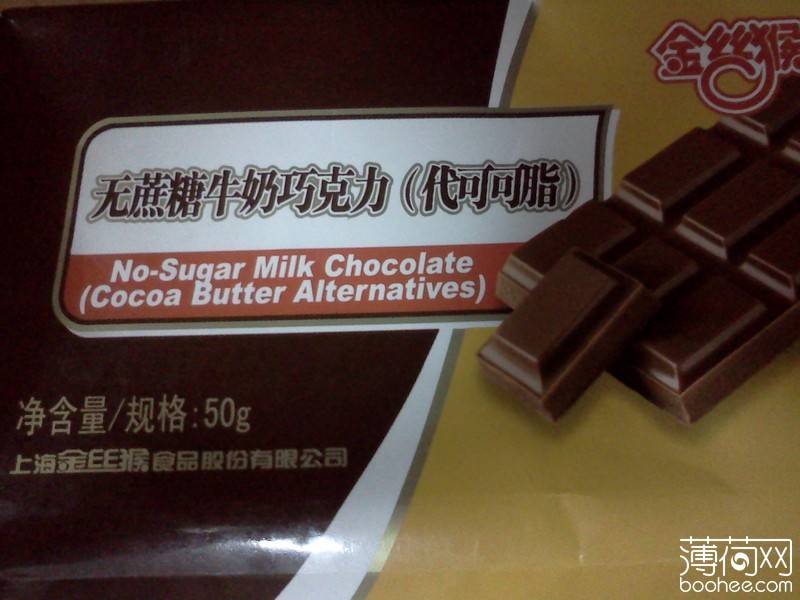 金丝猴
无蔗糖牛奶巧克力(代可可脂)
No-Sugar Milk Chocolate
(Cocoa Butter Alternatives)
净含量/规格:50g
上海金丝猴食品股份有限公司
薄荷网
boohee.com